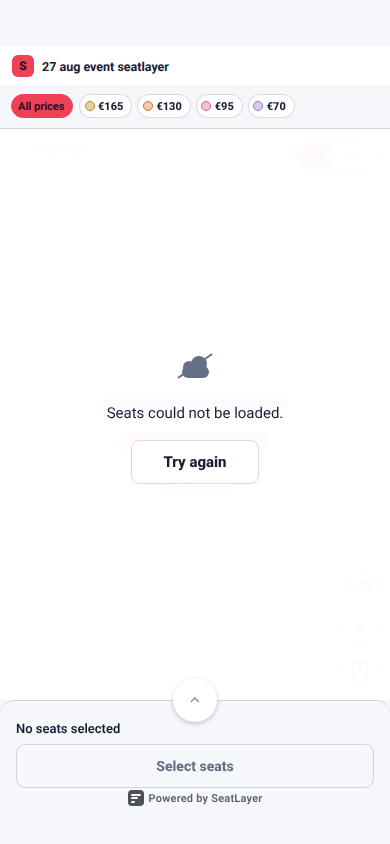 S 27 aug event seatlayer
All prices €165 €130 €95 €70
Seats could not be loaded.
Try again
No seats selected
Select seats
Powered by SeatLayer